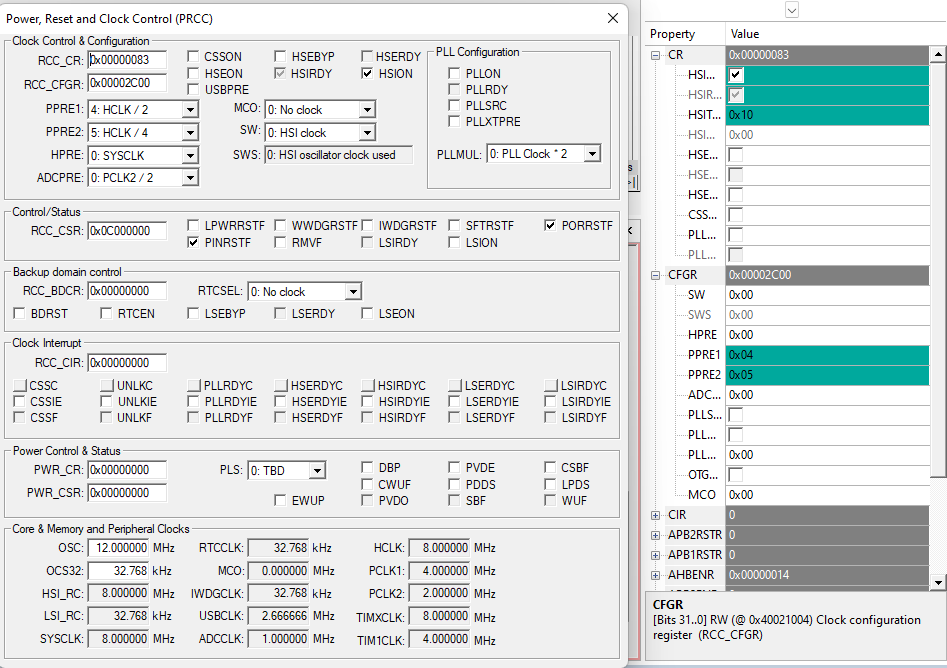 Power, Reset and Clock Control (PRCC)
Clock Control & Configuration
RCC_CR: 0x00000083
CSSON HSEBYP HSERDY
HSEON HSIRDY HSION
RCC_CFGR: 0x00002C00
USBPRE
PPRE1: 4: HCLK / 2
MCO: 0: No clock
PPRE2: 5: HCLK / 4
SW: 0: HSI clock
HPRE: 0: SYSCLK
SWS: 0: HSI oscillator clock used
ADCPRE: 0: PCLK2 / 2
PLL Configuration
PLLON
PLLRDY
PLLSRC
PLLXTPRE
PLLMUL: 0: PLL Clock * 2
Control/Status
RCC_CSR: 0x0C000000
LPWRRSTF WWDGRSTF IWDGRSTF SFTRSTF PORRSTF
PINRSTF RMVF LSIRDY LSION
Backup domain control
RCC_BDCR: 0x00000000 RTCSEL: 0: No clock
BDRST RTCEN LSEBYP LSERDY LSEON
Clock Interrupt
RCC_CIR: 0x00000000
CSSC UNLKC PLLRDYC HSERDYC HSIRDYC LSERDYC LSIRDYC
CSSIE UNLKIE PLLRDYIE HSERDYIE HSIRDYIE LSERDYIE LSIRDYIE
CSSF UNLKF PLLRDYF HSERDYF HSIRDYF LSERDYF LSIRDYF
Power Control & Status
PWR_CR: 0x00000000 PLS: 0: TBD
DBP PVDE CSBF
CWUF PDDS LPDS
PWR_CSR: 0x00000000
EWUP PVDO SBF WUF
Core & Memory and Peripheral Clocks
OSC: 12.000000 MHz RTCCLK: 32.768 kHz HCLK: 8.000000 MHz
OCS32: 32.768 kHz MCO: 0.000000 MHz PCLK1: 4.000000 MHz
HSI_RC: 8.000000 MHz IWDGCLK: 32.768 kHz PCLK2: 2.000000 MHz
LSI_RC: 32.768 kHz USBCLK: 2.666666 MHz TIMXCLK: 8.000000 MHz
SYSCLK: 8.000000 MHz ADCCLK: 1.000000 MHz TIM1CLK: 4.000000 MHz
Property Value
CR 0x00000083
HSI...
HSIR...
HSIT... 0x10
HSI... 0x00
HSE...
HSE...
HSE...
CSS...
PLL...
PLL...
CFGR 0x00002C00
SW 0x00
SWS 0x00
HPRE 0x00
PPRE1 0x04
PPRE2 0x05
ADC... 0x00
PLLS...
PLL...
PLL... 0x00
OTG...
MCO 0x00
CIR 0
APB2RSTR 0
APB1RSTR 0
AHBENR 0x00000014
CFGR
[Bits 31..0] RW (@ 0x40021004) Clock configuration
register (RCC_CFGR)